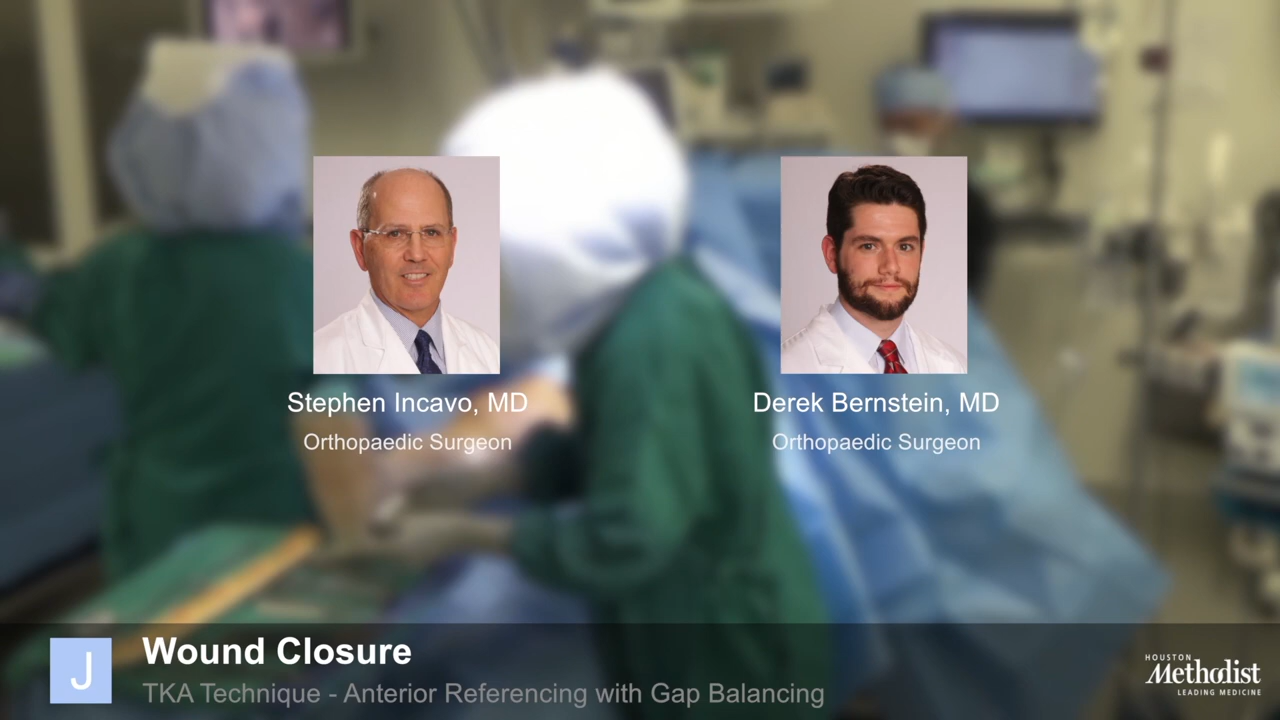 Stephen Incavo, MD
Orthopaedic Surgeon
Derek Bernstein, MD
Orthopaedic Surgeon
J
Wound Closure
TKA Technique - Anterior Referencing with Gap Balancing
HOUSTON
Methodist
LEADING MEDICINE